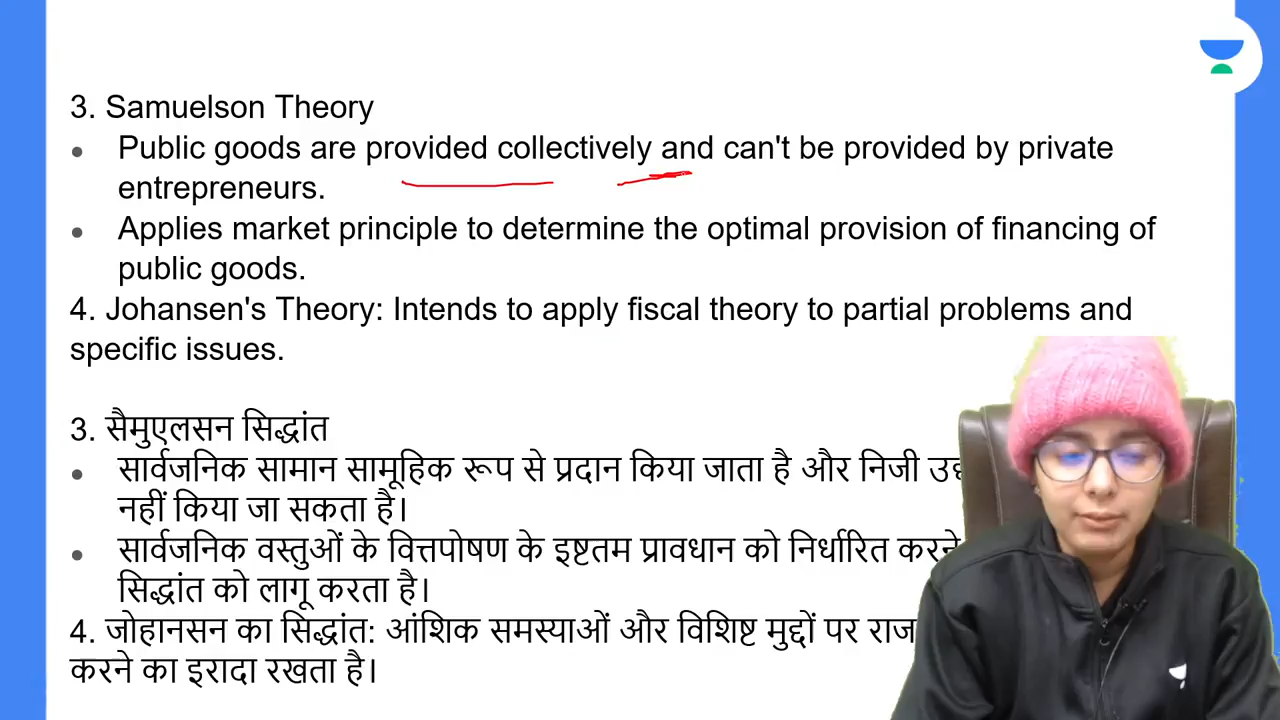 3. Samuelson Theory
● Public goods are provided collectively and can't be provided by private
entrepreneurs.
● Applies market principle to determine the optimal provision of financing of
public goods.
4. Johansen's Theory: Intends to apply fiscal theory to partial problems and
specific issues.
3. सैमुएलसन सिद्धांत
● सार्वजनिक सामान सामूहिक रूप से प्रदान किया जाता है और निजी
नहीं किया जा सकता है।
● सार्वजनिक वस्तुओं के वित्तपोषण के इष्टतम प्रावधान को निर्धारित करने
सिद्धांत को लागू करता है।
4. जोहानसन का सिद्धांत: आंशिक समस्याओं और विशिष्ट मुद्दों पर
करने का इरादा रखता है।